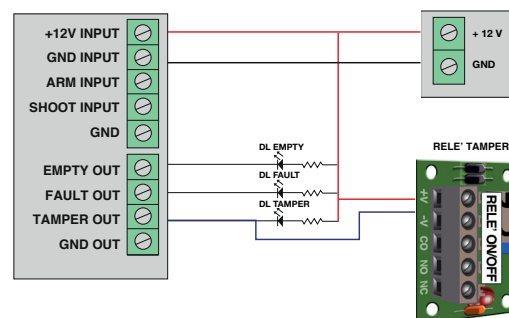 +12V INPUT
GND INPUT
ARM INPUT
SHOOT INPUT
GND
EMPTY OUT
FAULT OUT
TAMPER OUT
GND OUT
DL EMPTY
DL FAULT
DL TAMPER
+ 12 V
GND
RELE' TAMPER
+V
-V
CO
NO
NC
RELE' ON/OFF